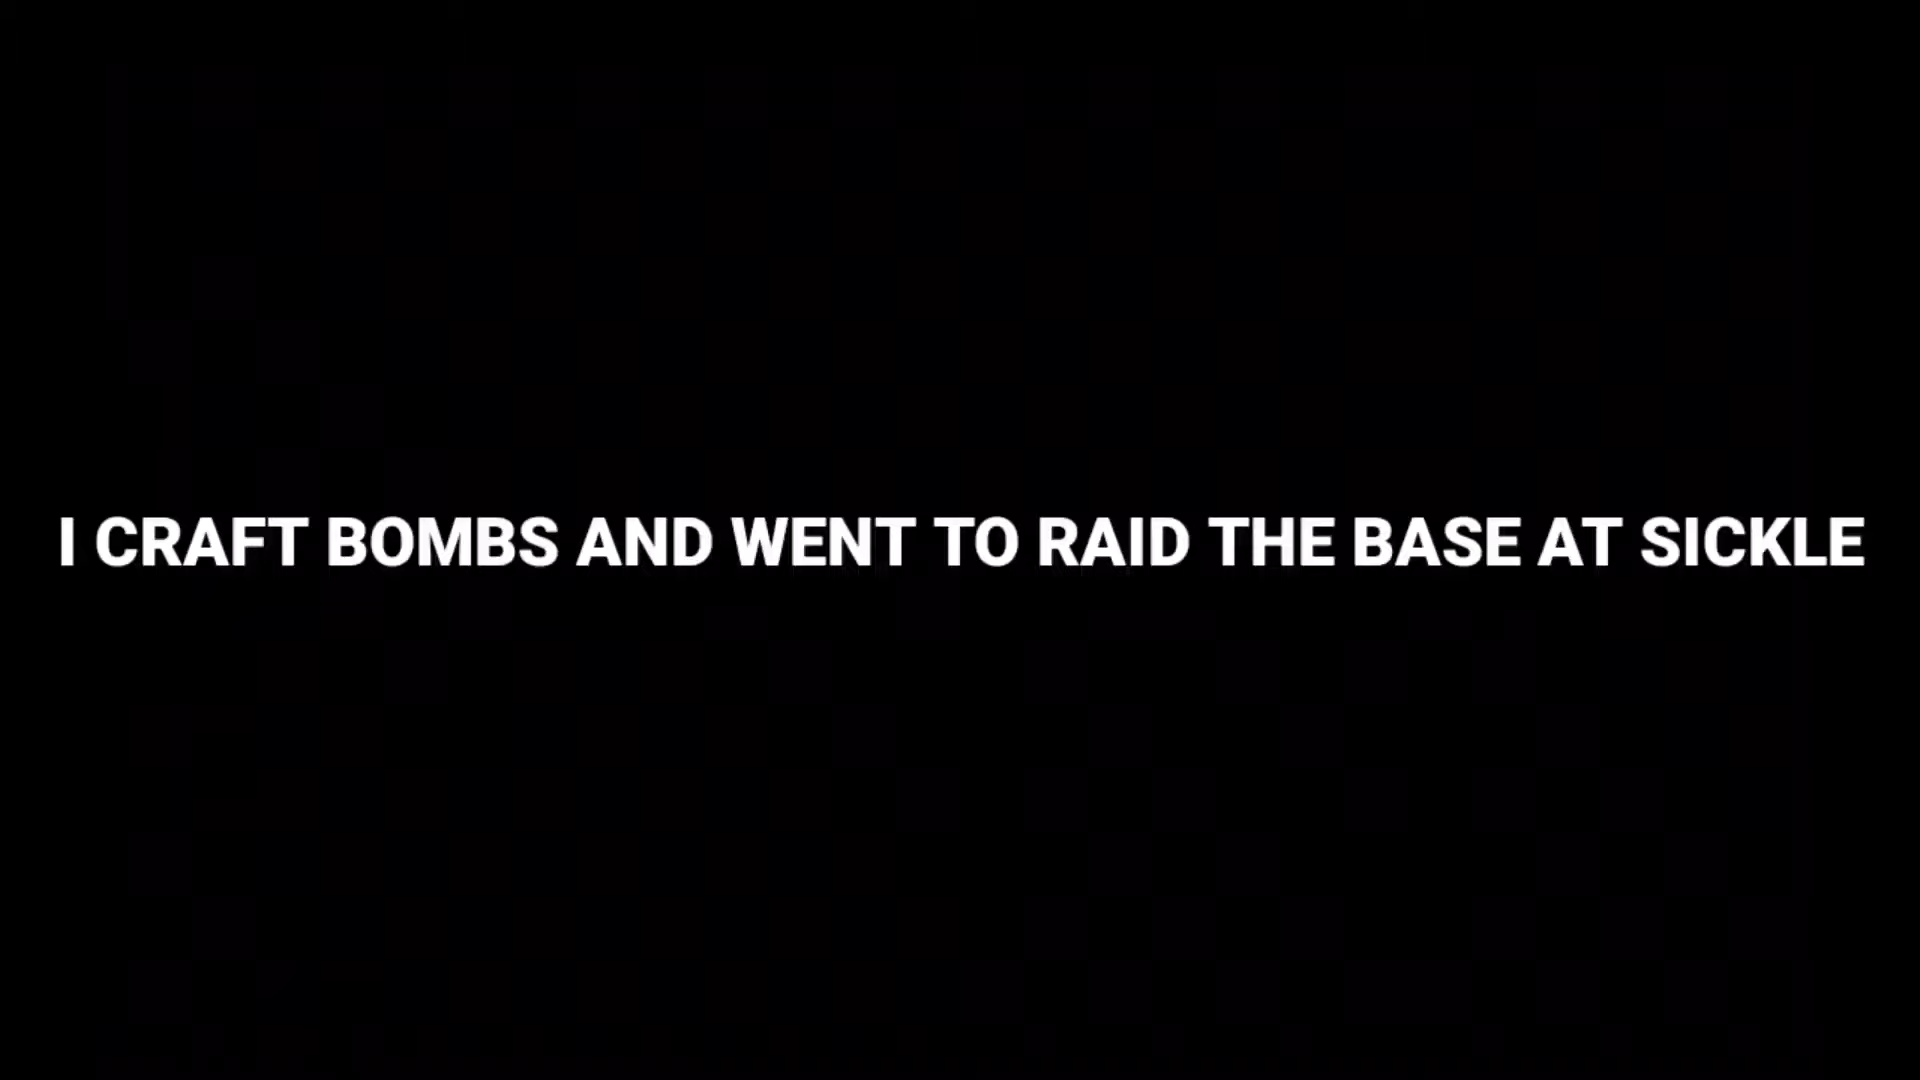 I CRAFT BOMBS AND WENT TO RAID THE BASE AT SICKLE